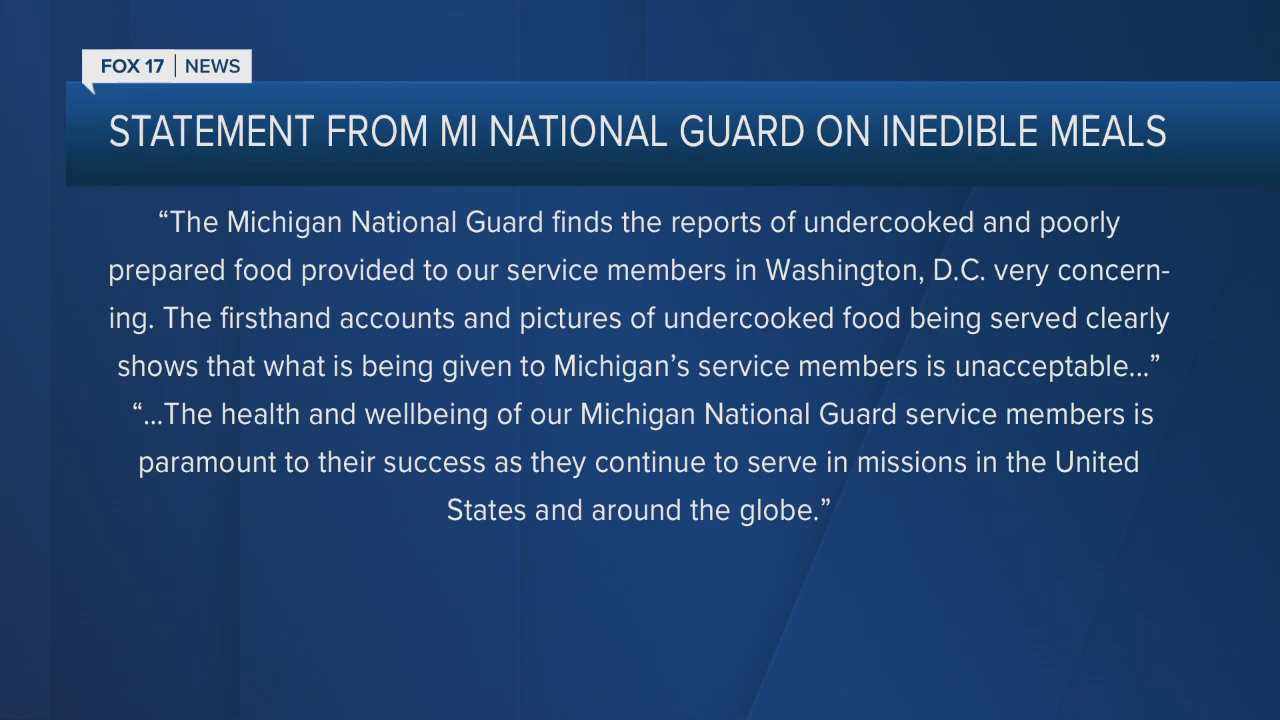 FOX 17 | NEWS
STATEMENT FROM MI NATIONAL GUARD ON INEDIBLE MEALS
“The Michigan National Guard finds the reports of undercooked and poorly
prepared food provided to our service members in Washington, D.C. very concern-
ing. The firsthand accounts and pictures of undercooked food being served clearly
shows that what is being given to Michigan’s service members is unacceptable...”
“...The health and wellbeing of our Michigan National Guard service members is
paramount to their success as they continue to serve in missions in the United
States and around the globe.”